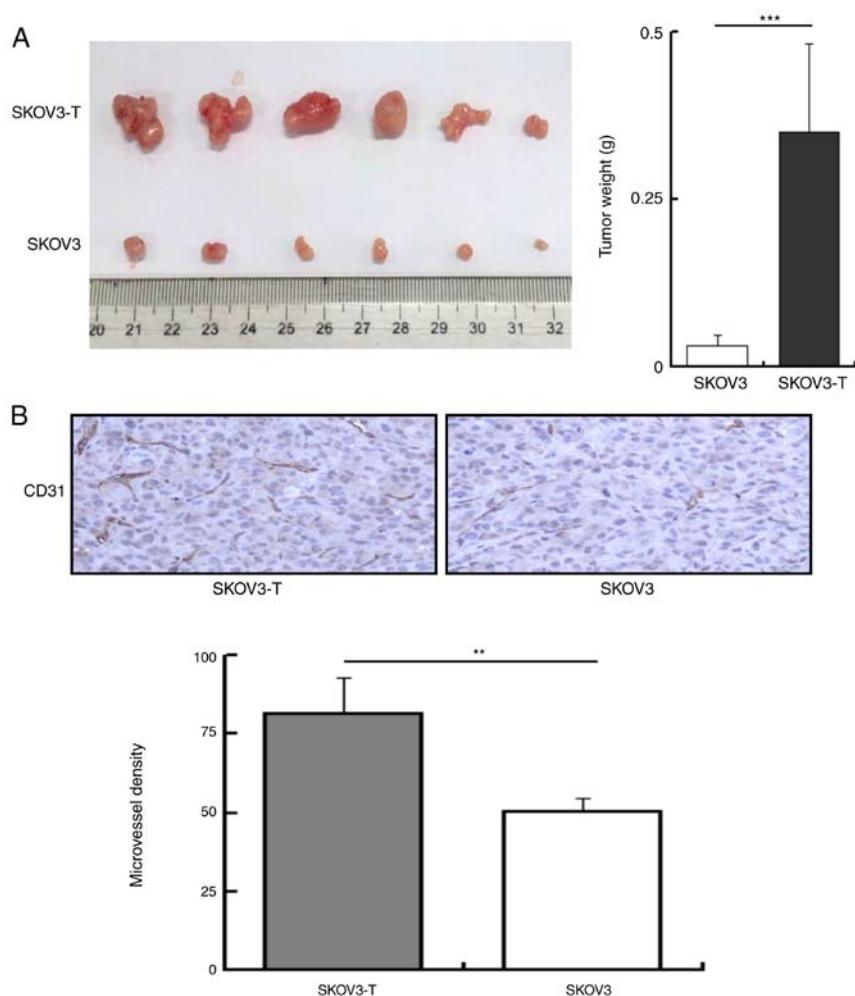 A
SKOV3-T
SKOV3
20 21 22 23 24 25 26 27 28 29 30 31 32
***
0.5
0.25
0
Tumor weight (g)
SKOV3 SKOV3-T
B
CD31
SKOV3-T SKOV3
**
100
75
50
25
0
Microvessel density
SKOV3-T SKOV3